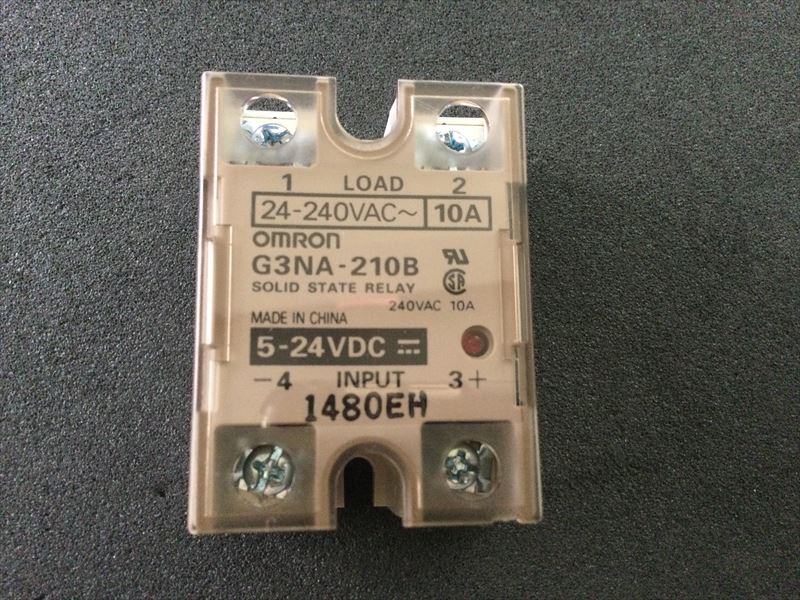 1 LOAD 2
24-240VAC~ 10A
OMRON
G3NA-210B
SOLID STATE RELAY
240VAC 10A
MADE IN CHINA
5-24VDC ⎓
-4 INPUT 3+
1480EH